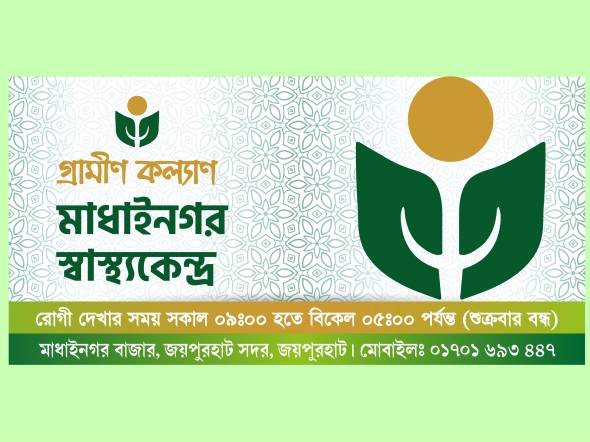 গ্রামীণ কল্যাণ
মাধাইনগর
স্বাস্থ্যকেন্দ্র
রোগী দেখার সময় সকাল ০৯ঃ০০ হতে বিকেল ০৫ঃ০০ পর্যন্ত (শুক্রবার বন্ধ)
মাধাইনগর বাজার, জয়পুরহাট সদর, জয়পুরহাট। মোবাইলঃ ০১৭০১ ৬৯৩ ৪৪৭